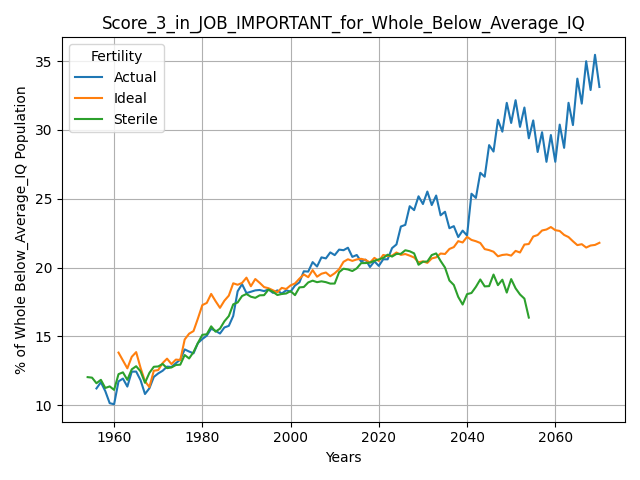 Score_3_in_JOB_IMPORTANT_for_Whole_Below_Average_IQ
% of Whole Below_Average_IQ Population
35
30
25
20
15
10
Fertility
Actual
Ideal
Sterile
1960 1980 2000 2020 2040 2060
Years